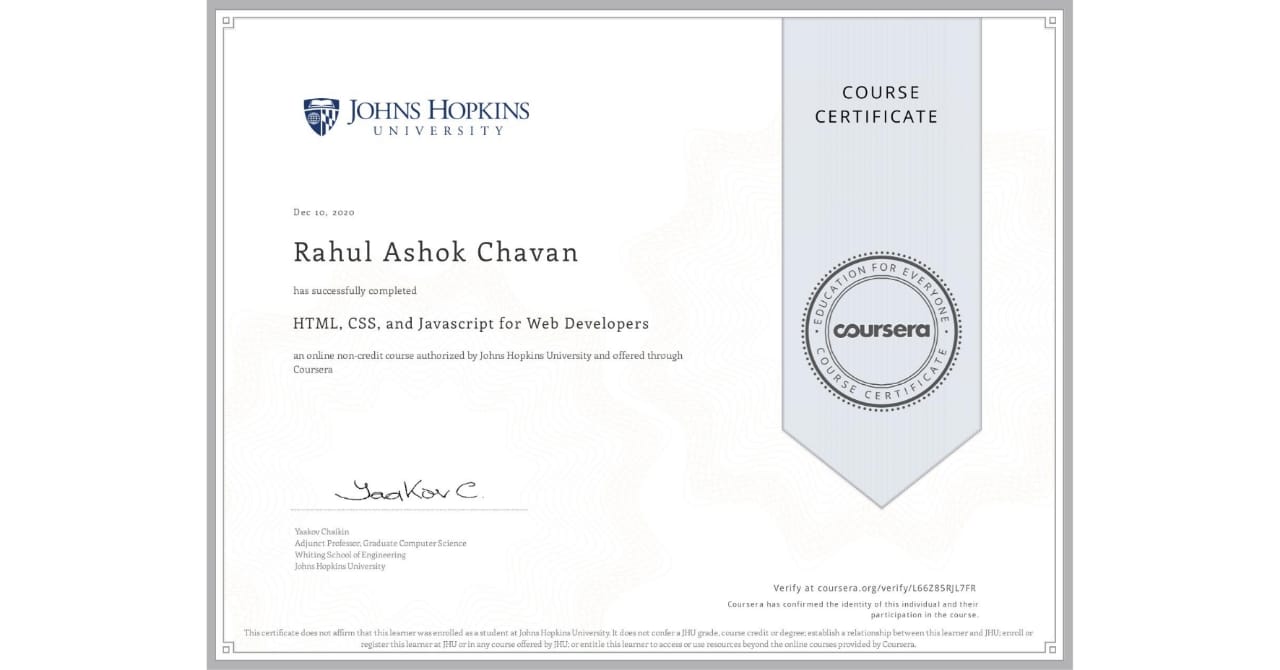 JOHNS HOPKINS
UNIVERSITY
COURSE
CERTIFICATE
Dec 10, 2020
Rahul Ashok Chavan
has successfully completed
HTML, CSS, and Javascript for Web Developers
an online non-credit course authorized by Johns Hopkins University and offered through
Coursera
EDUCATION FOR EVERYONE
coursera
COURSE CERTIFICATE
Yaakov C.
Yaakov Chaikin
Adjunct Professor, Graduate Computer Science
Whiting School of Engineering
Johns Hopkins University
Verify at coursera.org/verify/L66Z85RJL7FR
Coursera has confirmed the identity of this individual and their
participation in the course.
This certificate does not affirm that this learner was enrolled as a student at Johns Hopkins University. It does not confer a JHU grade, course credit or degree; establish a relationship between this learner and JHU; enroll or
register this learner at JHU or in any course offered by JHU; or entitle this learner to access or use resources beyond the online courses provided by Coursera.